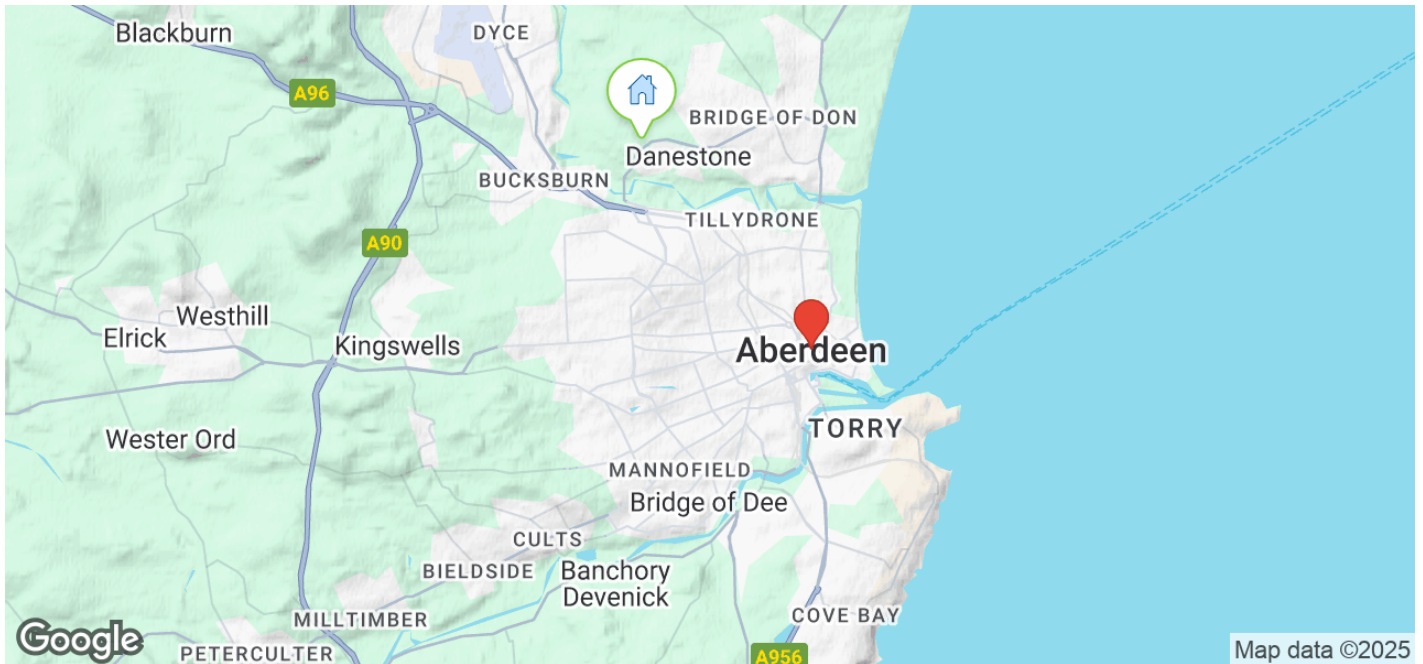 Blackburn
DYCE
A96
BRIDGE OF DON
Danestone
BUCKSBURN
TILLYDRONE
A90
Westhill
Elrick
Kingswells
Aberdeen
TORRY
Wester Ord
MANNOFIELD
Bridge of Dee
CULTS
BIELDSIDE
Banchory
Devenick
MILLTIMBER
COVE BAY
PETERCULTER
A956
Google
Map data ©2025